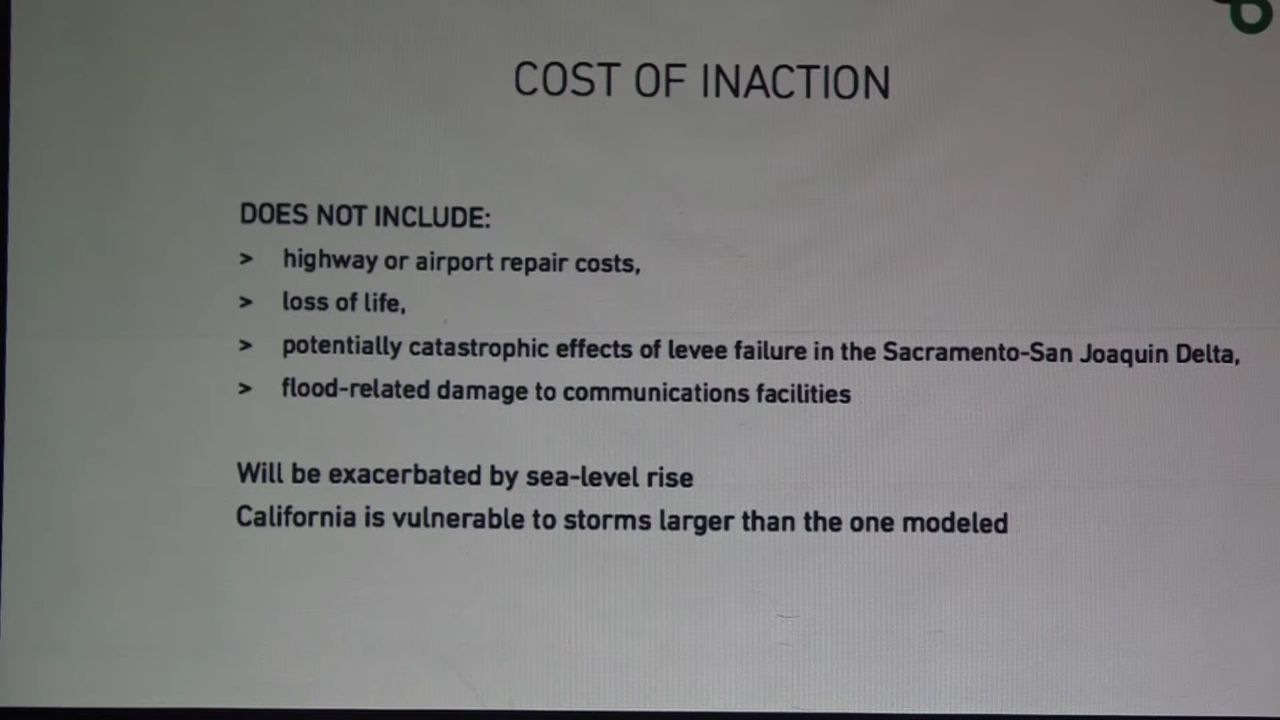 COST OF INACTION
DOES NOT INCLUDE:
> highway or airport repair costs,
> loss of life,
> potentially catastrophic effects of levee failure in the Sacramento-San Joaquin Delta,
> flood-related damage to communications facilities
Will be exacerbated by sea-level rise
California is vulnerable to storms larger than the one modeled